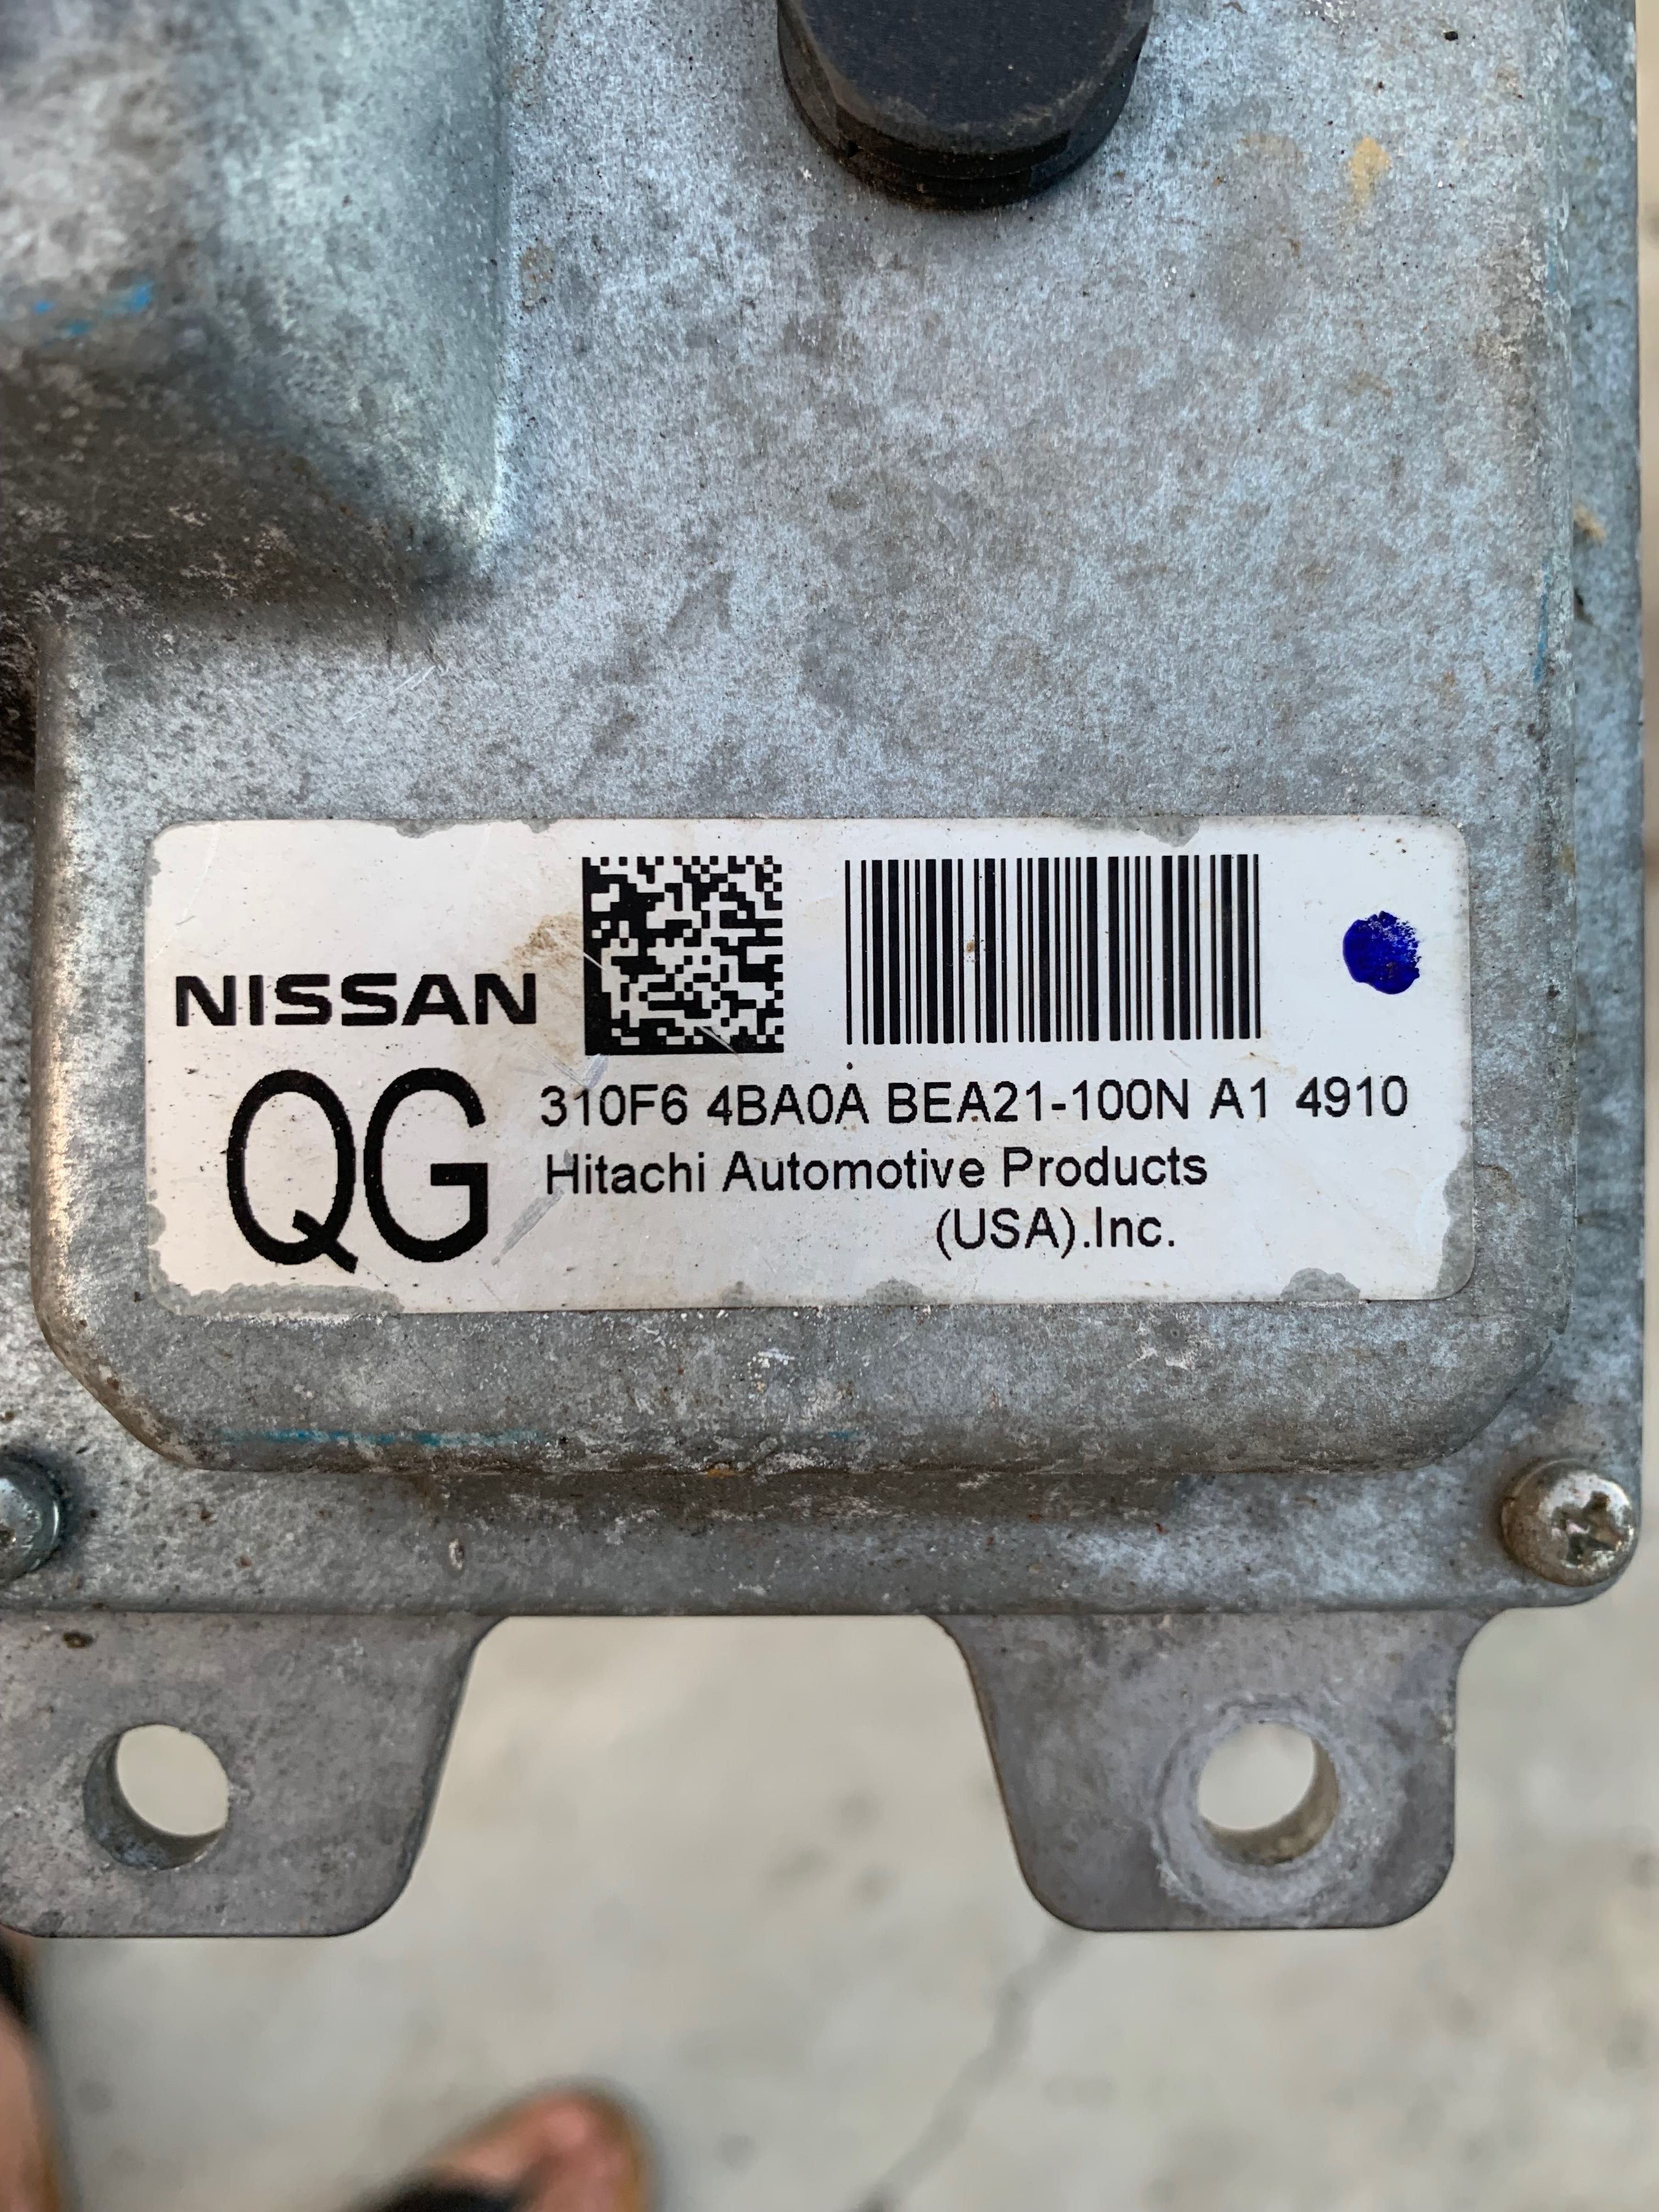 NISSAN
QG
310F6 4BA0A BEA21-100N A1 4910
Hitachi Automotive Products
(USA).Inc.